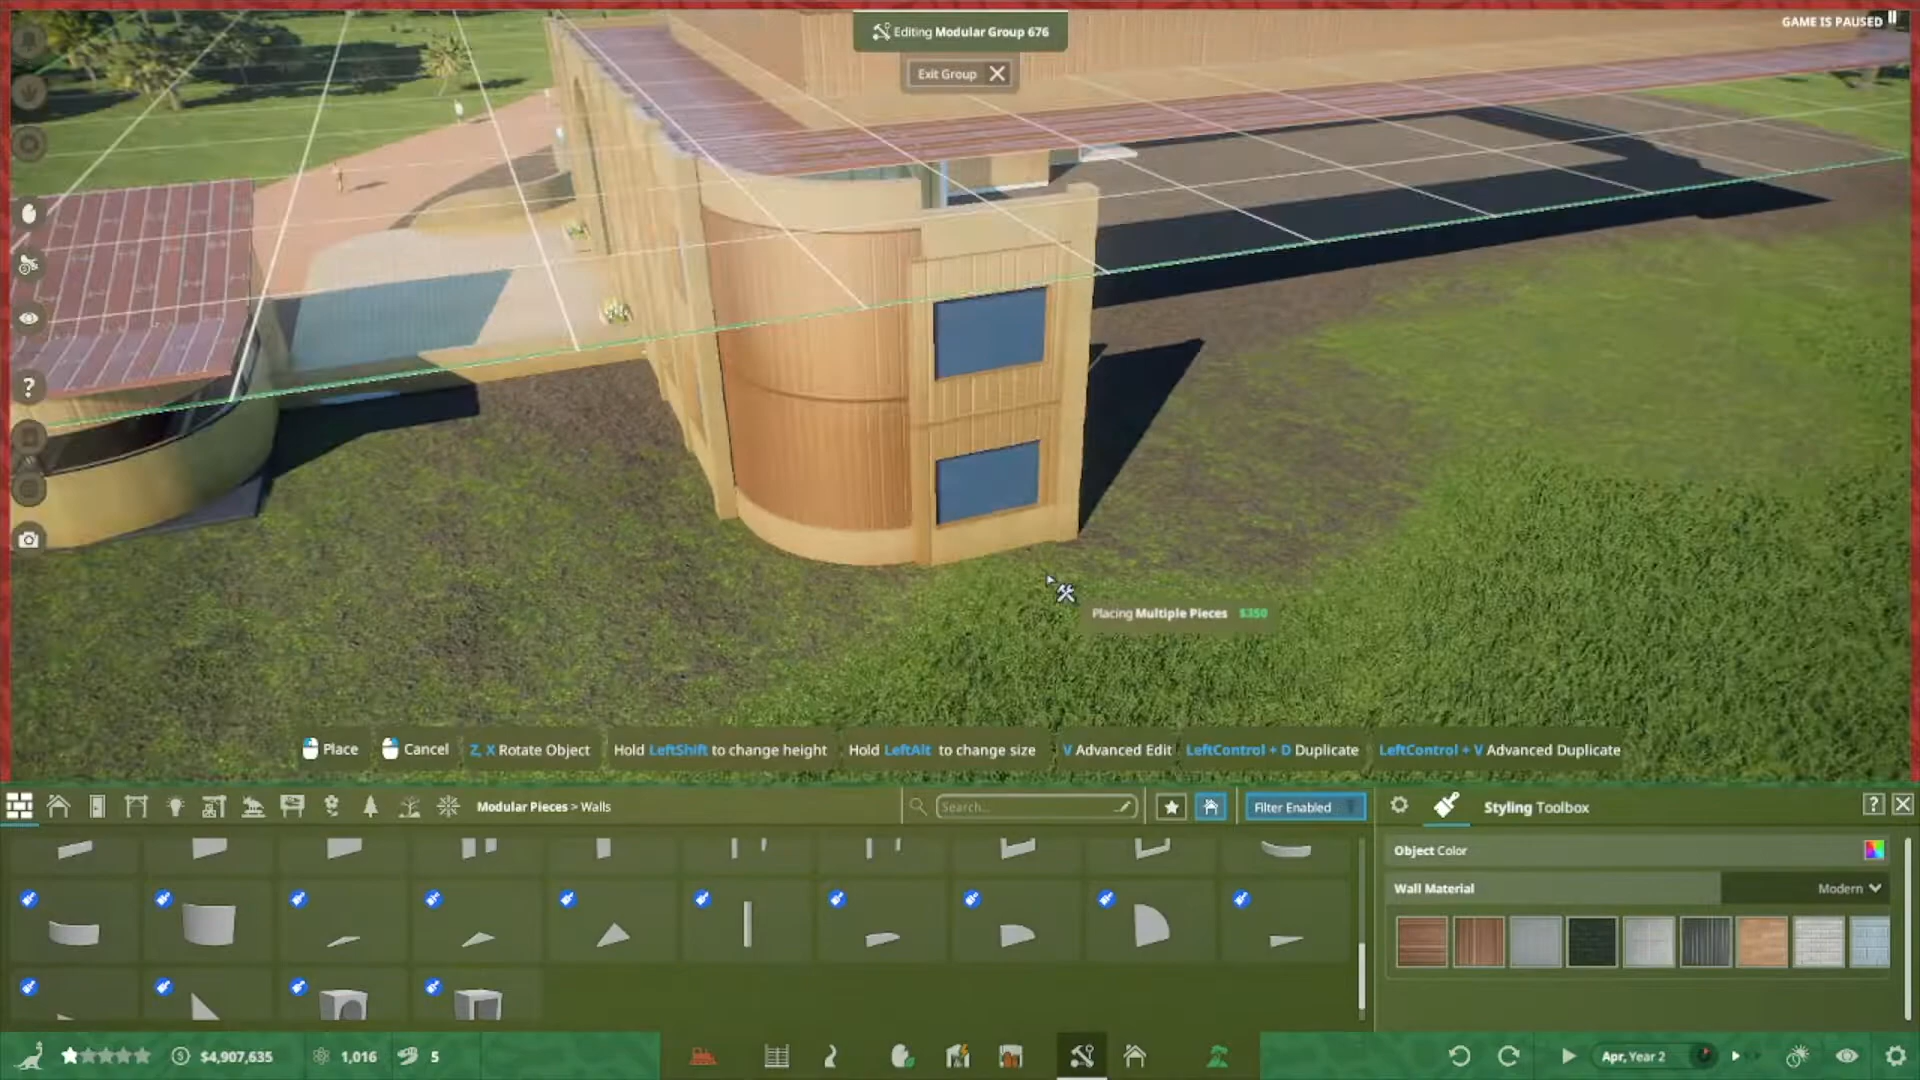 GAME IS PAUSED
Editing Modular Group 676
Exit Group
Placing Multiple Pieces $350
Place
Cancel
Z, X Rotate Object
Hold LeftShift to change height
Hold LeftAlt to change size
V Advanced Edit
LeftControl + D Duplicate
LeftControl + V Advanced Duplicate
Modular Pieces > Walls
Search...
Filter Enabled
Styling Toolbox
?
Object Color
Wall Material
Modern
$4,907,635
1,016
5
Apr, Year 2